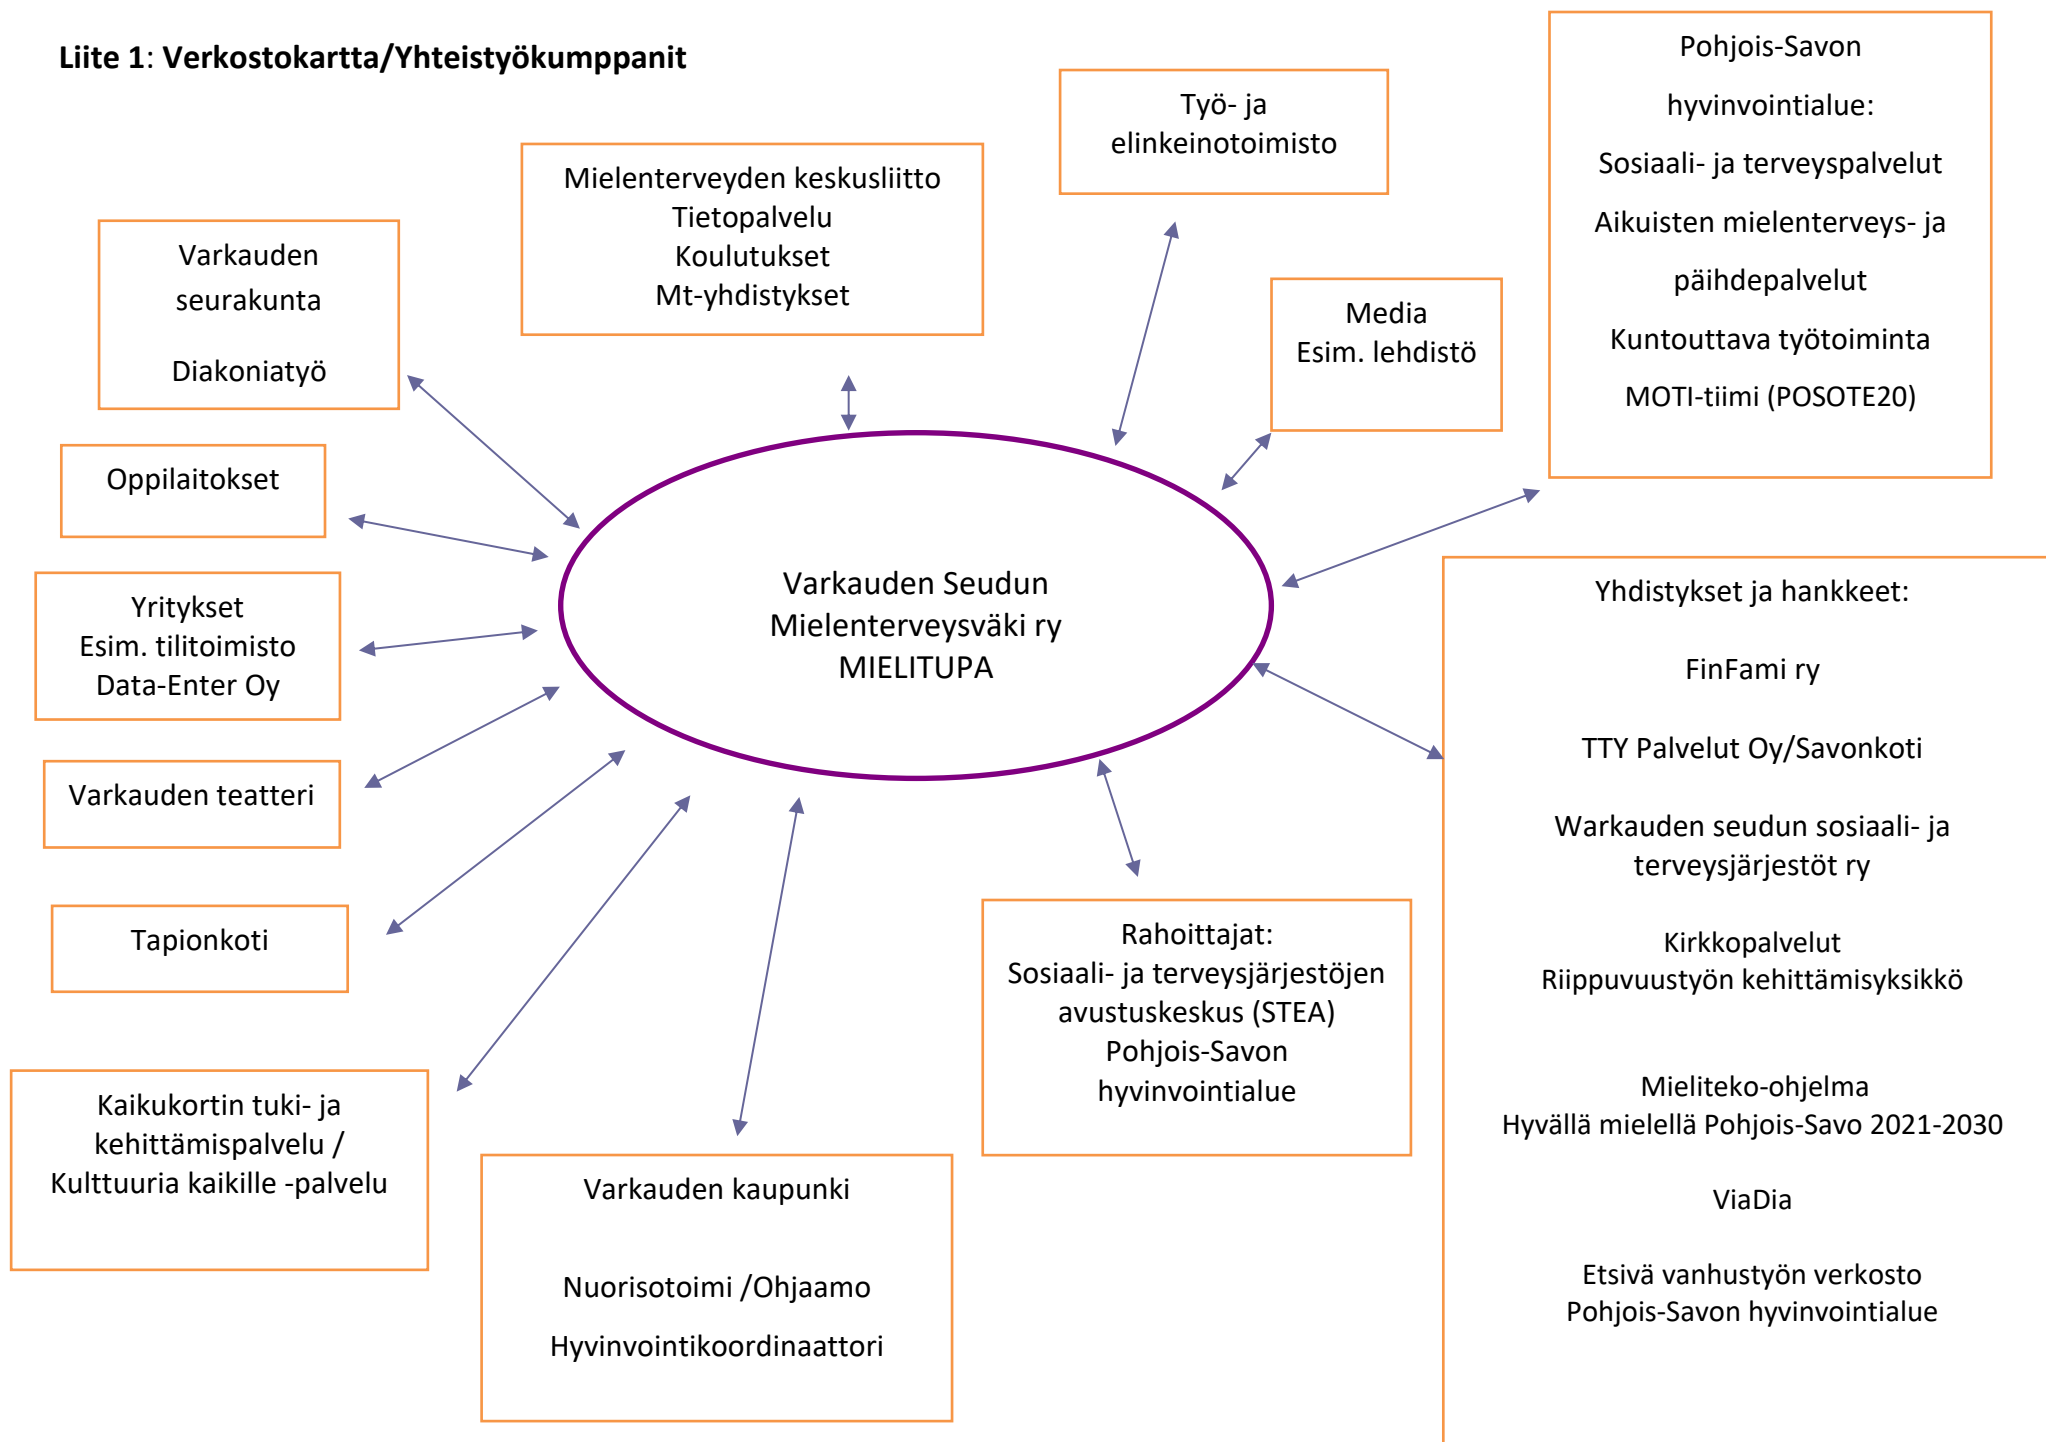 Liite 1: Verkostokartta/Yhteistyökumppanit
Pohjois-Savon
hyvinvointialue:
Sosiaali- ja terveyspalvelut
Aikuisten mielenterveys- ja
päihdepalvelut
Kuntouttava työtoiminta
MOTI-tiimi (POSOTE20)
Työ- ja
elinkeinotoimisto
Mielenterveyden keskusliitto
Tietopalvelu
Koulutukset
Mt-yhdistykset
Varkauden
seurakunta
Diakoniatyö
Media
Esim. lehdistö
Oppilaitokset
Yritykset
Esim. tilitoimisto
Data-Enter Oy
Varkauden Seudun
Mielenterveysväki ry
MIELITUPA
Yhdistykset ja hankkeet:
FinFami ry
TTY Palvelut Oy/Savonkoti
Warkauden seudun sosiaali- ja
terveysjärjestöt ry
Kirkkopalvelut
Riippuvuustyön kehittämisyksikkö
Mieliteko-ohjelma
Hyvällä mielellä Pohjois-Savo 2021-2030
ViaDia
Etsivä vanhustyön verkosto
Pohjois-Savon hyvinvointialue
Varkauden teatteri
Tapionkoti
Rahoittajat:
Sosiaali- ja terveysjärjestöjen
avustuskeskus (STEA)
Pohjois-Savon
hyvinvointialue
Kaikukortin tuki- ja
kehittämispalvelu /
Kulttuuria kaikille -palvelu
Varkauden kaupunki
Nuorisotoimi /Ohjaamo
Hyvinvointikoordinaattori